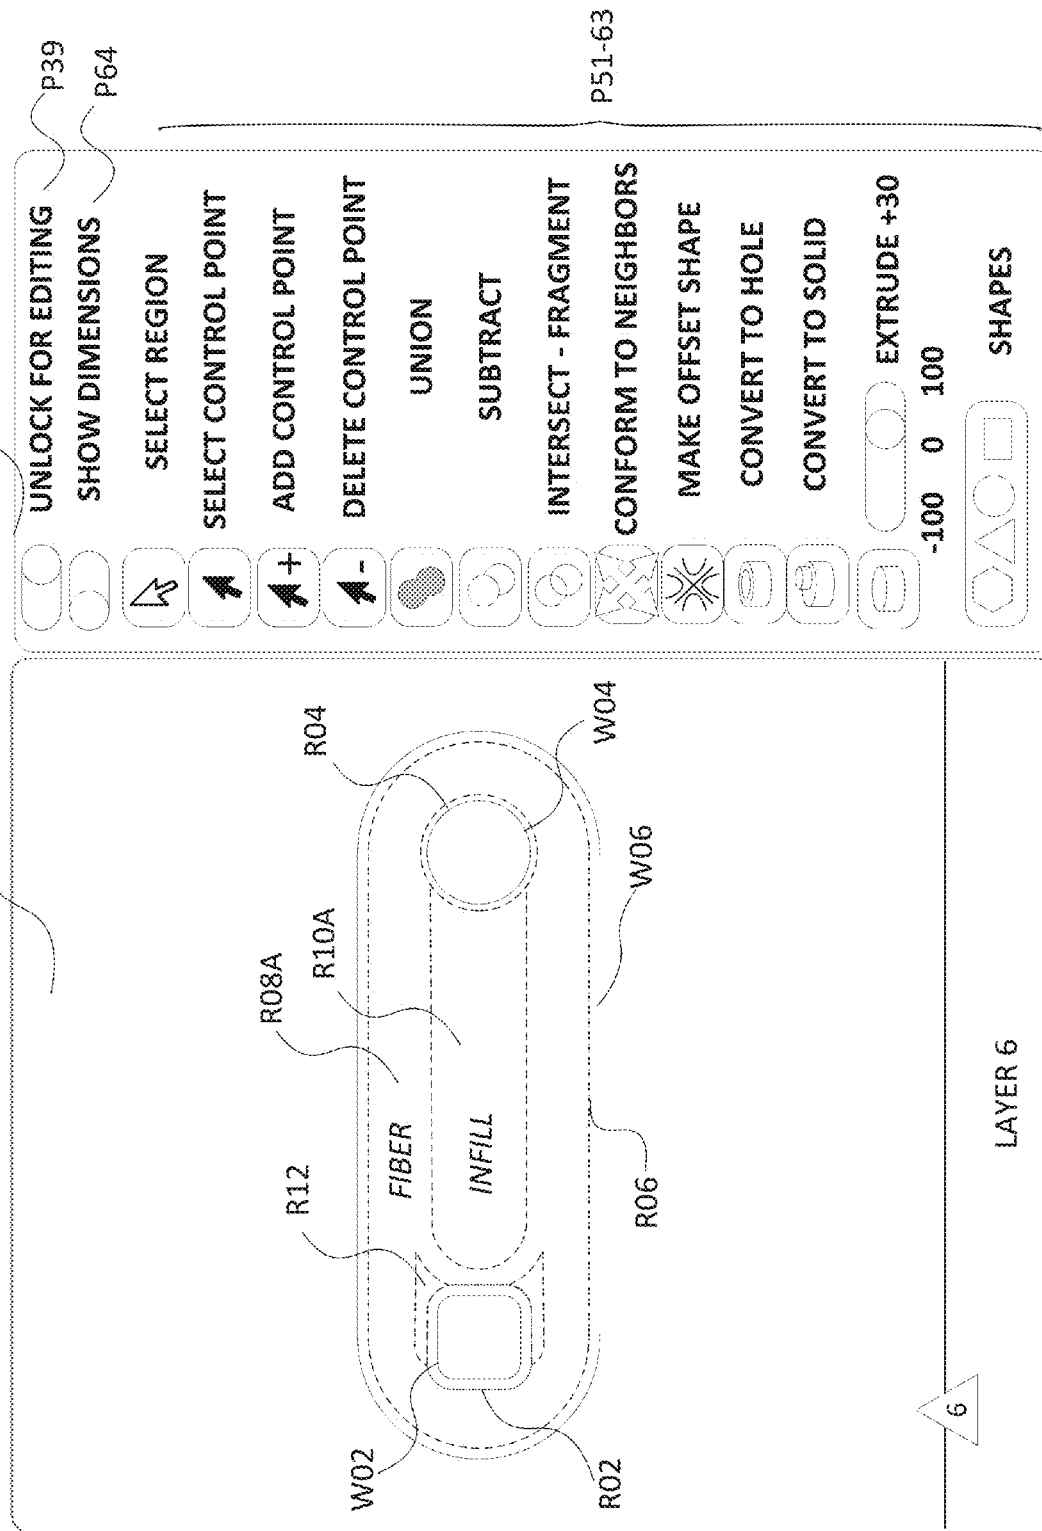 UNLOCK FOR EDITING
P39
SHOW DIMENSIONS
P64
SELECT REGION
SELECT CONTROL POINT
ADD CONTROL POINT
+
DELETE CONTROL POINT
-
UNION
SUBTRACT
INTERSECT - FRAGMENT
CONFORM TO NEIGHBORS
MAKE OFFSET SHAPE
CONVERT TO HOLE
CONVERT TO SOLID
EXTRUDE +30
-100 0 100
SHAPES
P51-63
R04
W04
R08A
R10A
W06
R12
FIBER
INFILL
R06
W02
R02
6
LAYER 6